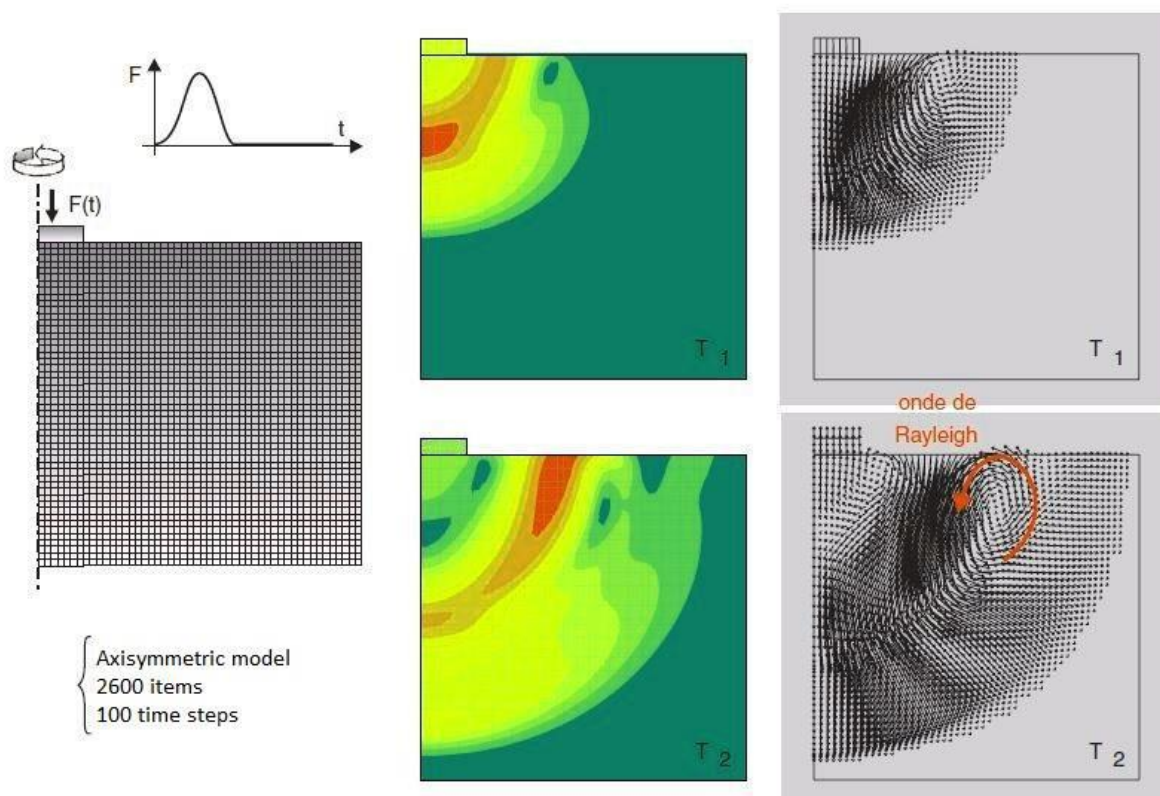 F
t
F(t)
Axisymmetric model
2600 items
100 time steps
T 1
T 2
T 1
onde de
Rayleigh
T 2